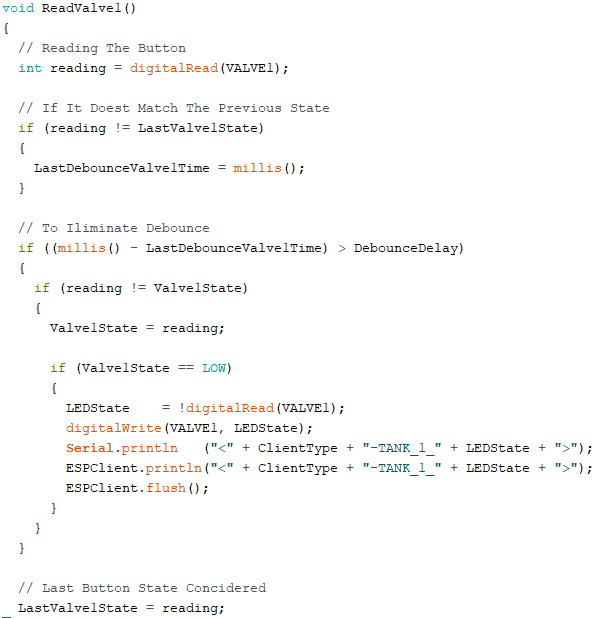 void ReadValve1()
{
  // Reading The Button
  int reading = digitalRead(VALVE1);

  // If It Doest Match The Previous State
  if (reading != LastValve1State)
  {
    LastDebounceValve1Time = millis();
  }

  // To Iliminate Debounce
  if ((millis() - LastDebounceValve1Time) > DebounceDelay)
  {
    if (reading != Valve1State)
    {
      Valve1State = reading;

      if (Valve1State == LOW)
      {
        LEDState    = !digitalRead(VALVE1);
        digitalWrite(VALVE1, LEDState);
        Serial.println   ("<" + ClientType + "-TANK_1_" + LEDState + ">");
        ESPClient.println("<" + ClientType + "-TANK_1_" + LEDState + ">");
        ESPClient.flush();
      }
    }
  }

  // Last Button State Concidered
_ LastValve1State = reading;